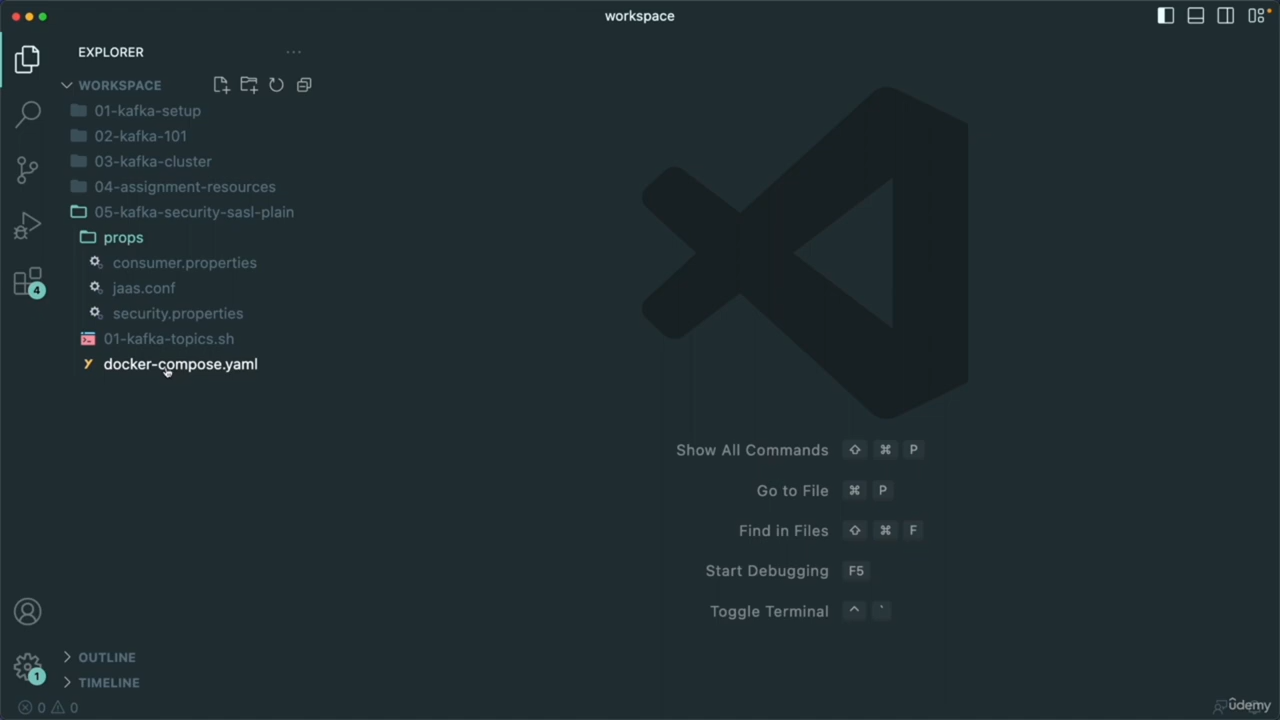 workspace
EXPLORER
WORKSPACE
01-kafka-setup
02-kafka-101
03-kafka-cluster
04-assignment-resources
05-kafka-security-sasl-plain
props
consumer.properties
jaas.conf
security.properties
01-kafka-topics.sh
Y docker-compose.yaml
4
Show All Commands ⇧ ⌘ P
Go to File ⌘ P
Find in Files ⇧ ⌘ F
Start Debugging F5
Toggle Terminal ^ `
OUTLINE
1
TIMELINE
0 0
ûdemy